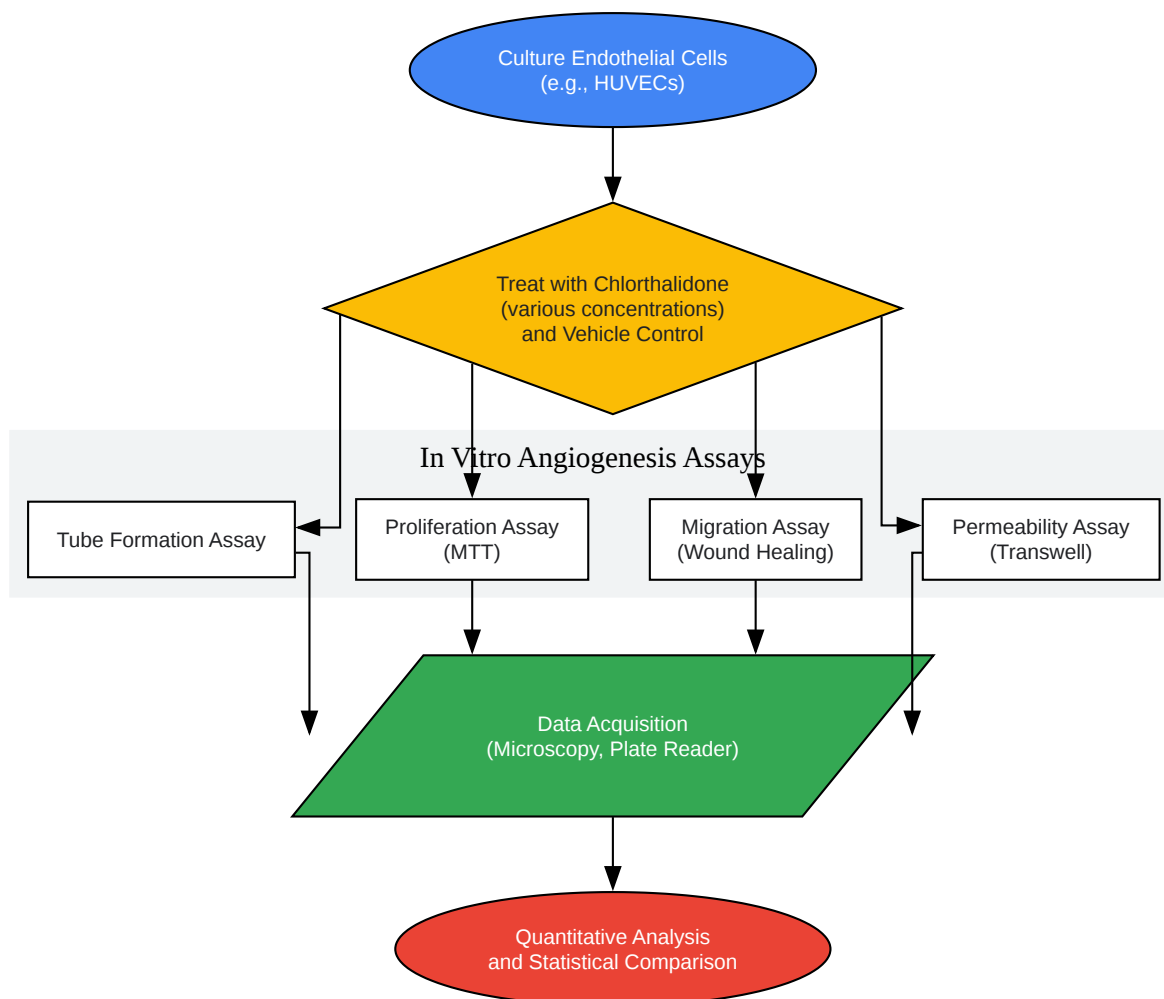 Culture Endothelial Cells
(e.g., HUVECs)
Treat with Chlorthalidone
(various concentrations)
and Vehicle Control
In Vitro Angiogenesis Assays
Tube Formation Assay
Proliferation Assay
(MTT)
Migration Assay
(Wound Healing)
Permeability Assay
(Transwell)
Data Acquisition
(Microscopy, Plate Reader)
Quantitative Analysis
and Statistical Comparison